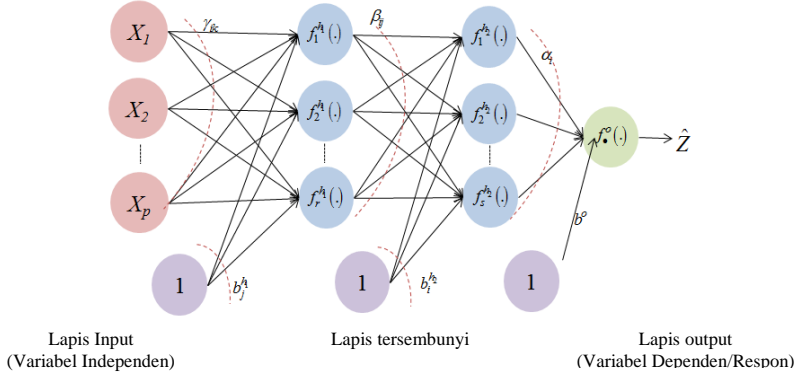 X₁ γⱼₖ f₁ʰ¹(.) βᵢⱼ f₁ʰ²(.) αᵢ
X₂ f₂ʰ¹(.) f₂ʰ²(.) fₒ(.) Ẑ
Xₚ fᵣʰ¹(.) fₛʰ²(.)
1 bⱼʰ¹ 1 bᵢʰ² 1 bᵒ
Lapis Input
(Variabel Independen)
Lapis tersembunyi
Lapis output
(Variabel Dependen/Respon)